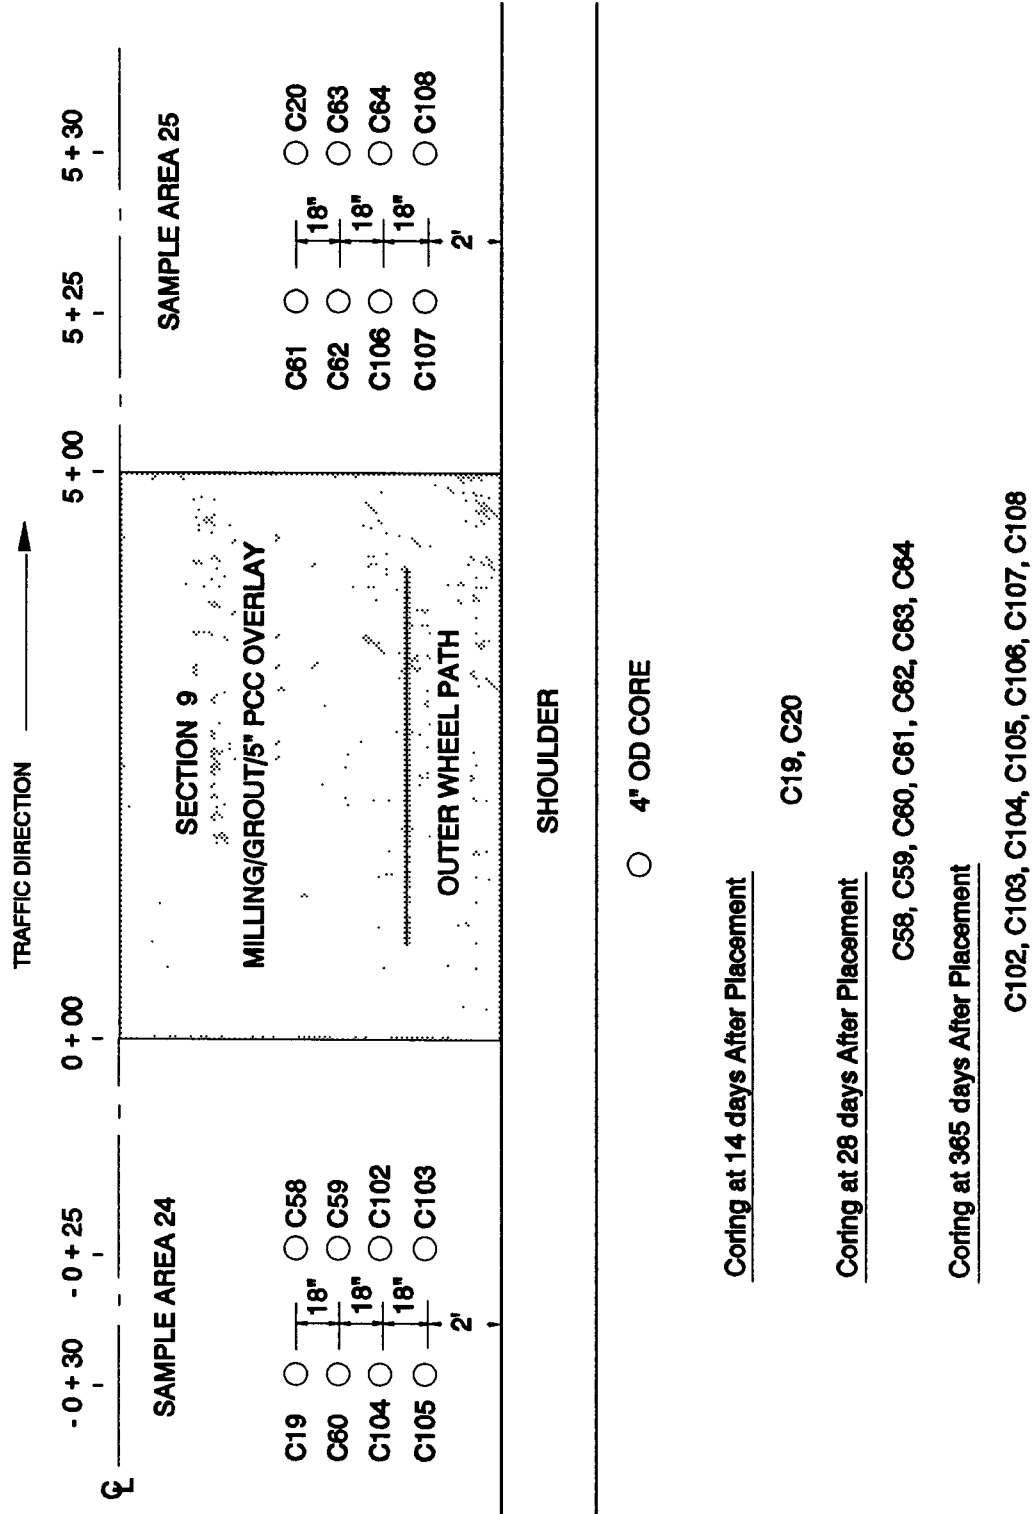 TRAFFIC DIRECTION
-0+30 -0+25 0+00 5+00 5+25 5+30
℄
SAMPLE AREA 24
SECTION 9
MILLING/GROUT/5" PCC OVERLAY
SAMPLE AREA 25
C19 C58
18"
C60 C59
18"
C104 C102
18"
C105 C103
2'
OUTER WHEEL PATH
C61 C20
18"
C62 C63
18"
C106 C64
18"
C107 C108
2'
SHOULDER
4" OD CORE
Coring at 14 days After Placement
C19, C20
Coring at 28 days After Placement
C58, C59, C60, C61, C62, C63, C64
Coring at 365 days After Placement
C102, C103, C104, C105, C106, C107, C108